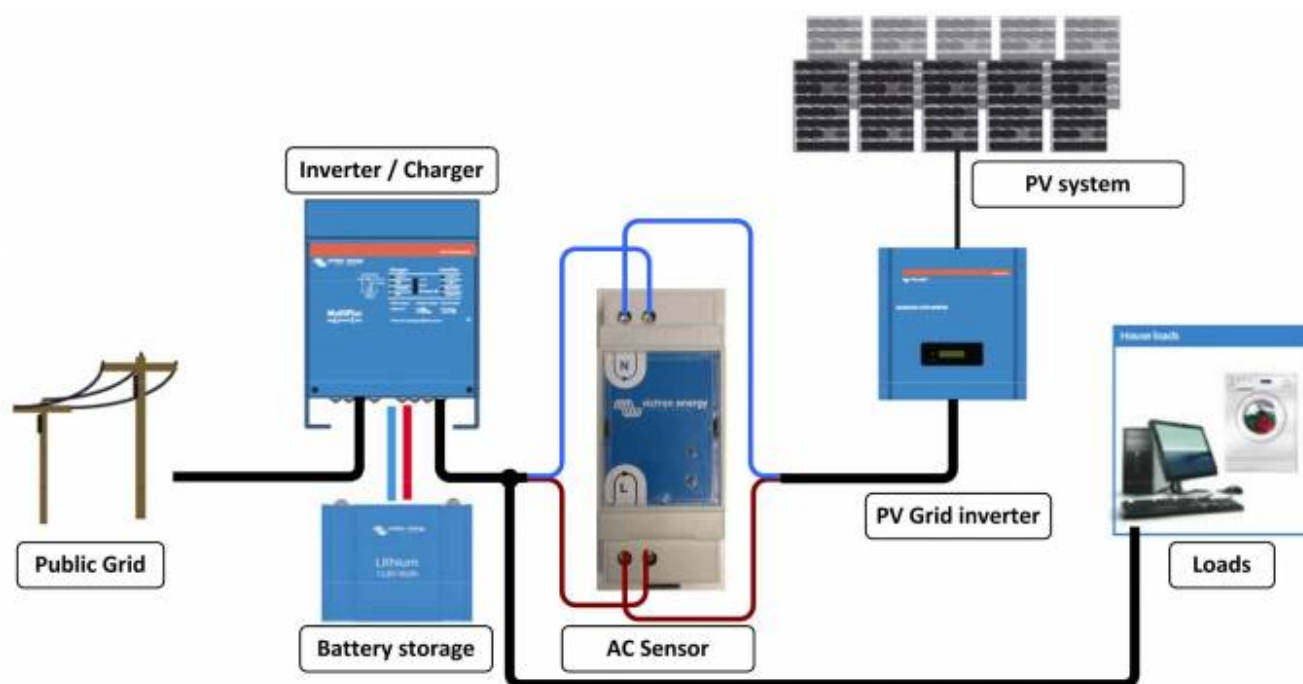 PV system
Inverter / Charger
MultiPlus
N
victron energy
L
House loads
PV Grid inverter
Public Grid
Lithium
Loads
Battery storage
AC Sensor